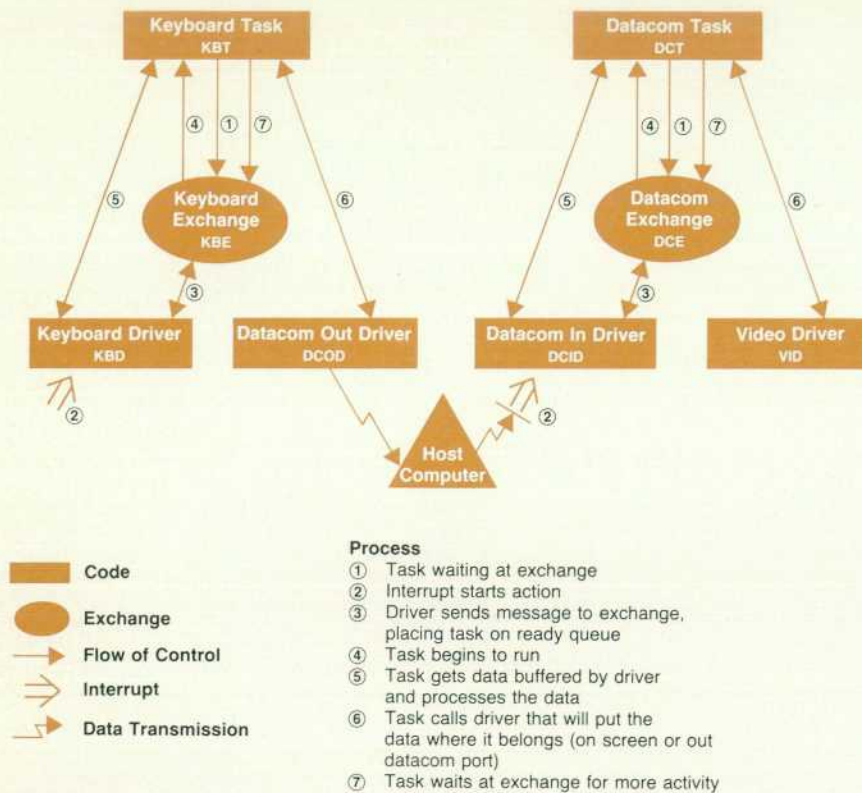 Keyboard Task
KBT
Datacom Task
DCT
④
①
⑦
④
①
⑦
⑤
Keyboard
Exchange
KBE
⑥
⑤
Datacom
Exchange
DCE
⑥
③
③
Keyboard Driver
KBD
Datacom Out Driver
DCOD
Datacom In Driver
DCID
Video Driver
VID
②
②
Host
Computer
Code
Exchange
Flow of Control
Interrupt
Data Transmission
Process
① Task waiting at exchange
② Interrupt starts action
③ Driver sends message to exchange,
placing task on ready queue
④ Task begins to run
⑤ Task gets data buffered by driver
and processes the data
⑥ Task calls driver that will put the
data where it belongs (on screen or out
datacom port)
⑦ Task waits at exchange for more activity